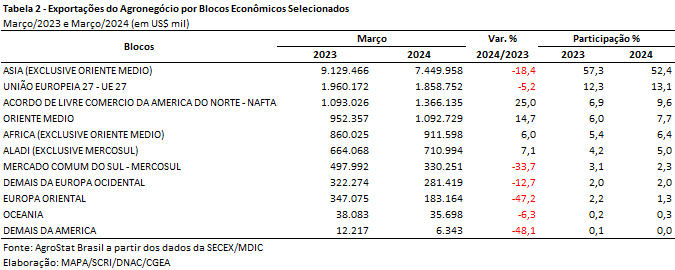 Tabela 2 - Exportações do Agronegócio por Blocos Econômicos Selecionados
Março/2023 e Março/2024 (em US$ mil)
Blocos Março Var. % Participação %
2023 2024 2024/2023 2023 2024
ASIA (EXCLUSIVE ORIENTE MEDIO) 9.129.466 7.449.958 -18,4 57,3 52,4
UNIÃO EUROPEIA 27 - UE 27 1.960.172 1.858.752 -5,2 12,3 13,1
ACORDO DE LIVRE COMERCIO DA AMERICA DO NORTE - NAFTA 1.093.026 1.366.135 25,0 6,9 9,6
ORIENTE MEDIO 952.357 1.092.729 14,7 6,0 7,7
AFRICA (EXCLUSIVE ORIENTE MEDIO) 860.025 911.598 6,0 5,4 6,4
ALADI (EXCLUSIVE MERCOSUL) 664.068 710.994 7,1 4,2 5,0
MERCADO COMUM DO SUL - MERCOSUL 497.992 330.251 -33,7 3,1 2,3
DEMAIS DA EUROPA OCIDENTAL 322.274 281.419 -12,7 2,0 2,0
EUROPA ORIENTAL 347.075 183.164 -47,2 2,2 1,3
OCEANIA 38.083 35.698 -6,3 0,2 0,3
DEMAIS DA AMERICA 12.217 6.343 -48,1 0,1 0,0
Fonte: AgroStat Brasil a partir dos dados da SECEX/MDIC
Elaboração: MAPA/SCRI/DNAC/CGEA